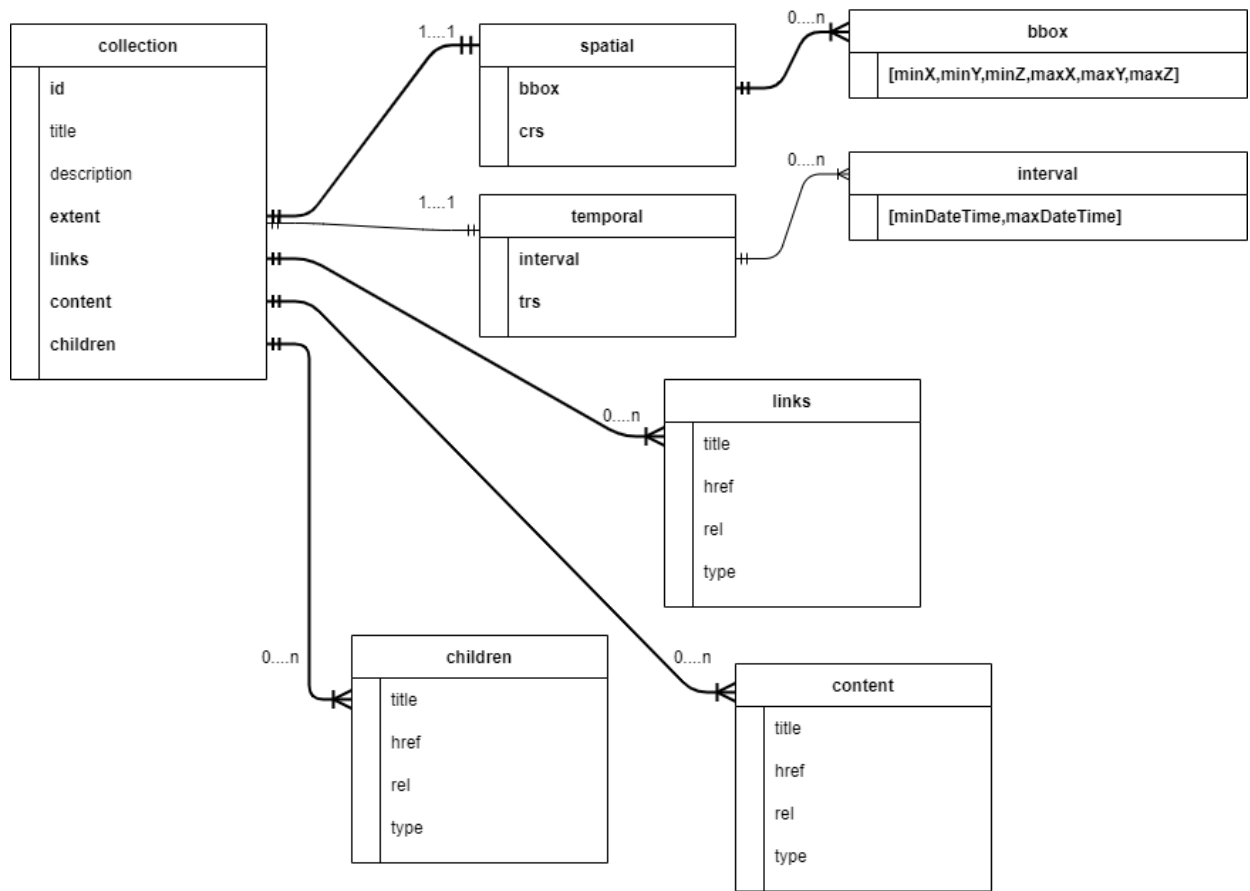 collection
id
title
description
extent
links
content
children
1....1
spatial
bbox
crs
0....n
bbox
[minX,minY,minZ,maxX,maxY,maxZ]
1....1
temporal
interval
trs
0....n
interval
[minDateTime,maxDateTime]
0....n
links
title
href
rel
type
0....n
children
title
href
rel
type
0....n
content
title
href
rel
type